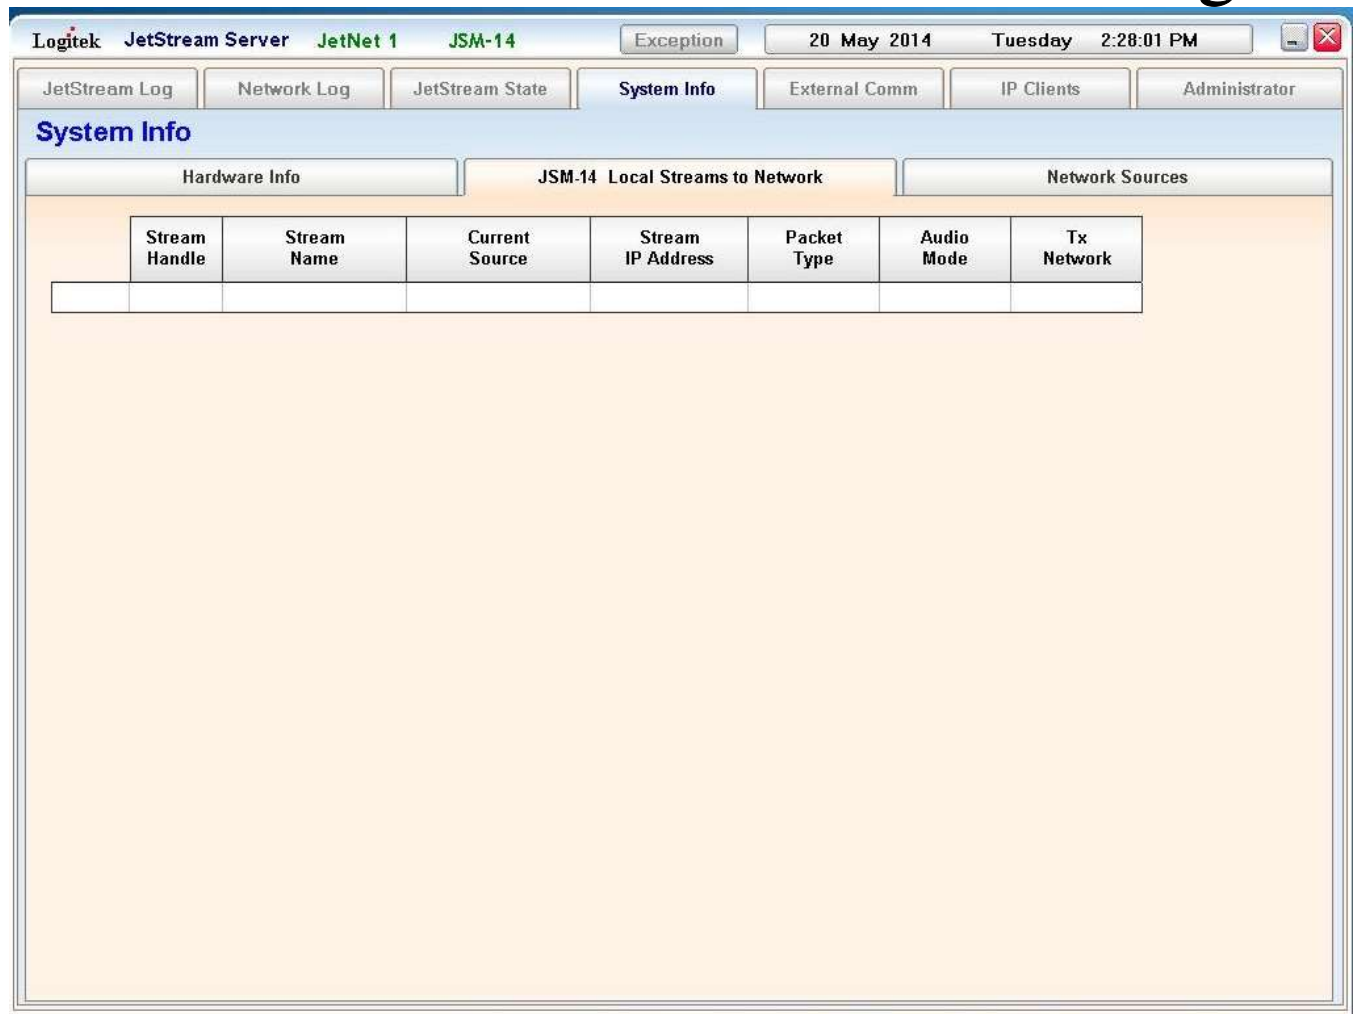 Logitek JetStream Server JetNet 1 JSM-14 Exception 20 May 2014 Tuesday 2:28:01 PM
JetStream Log Network Log JetStream State System Info External Comm IP Clients Administrator
System Info
Hardware Info JSM-14 Local Streams to Network Network Sources
Stream Stream Current Stream Packet Audio Tx
Handle Name Source IP Address Type Mode Network